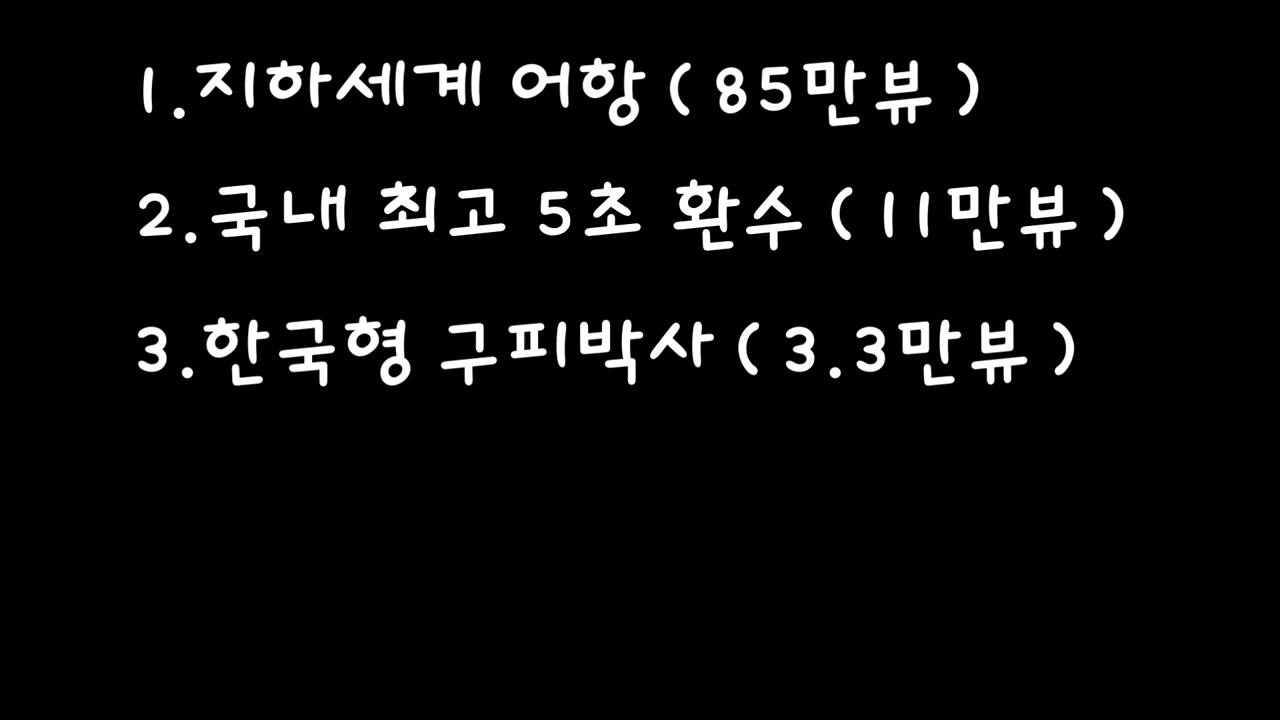 1.지하세계 어항 ( 85만뷰 )
2.국내 최고 5초 환수 ( 11만뷰 )
3.한국형 구피박사 ( 3.3만뷰 )